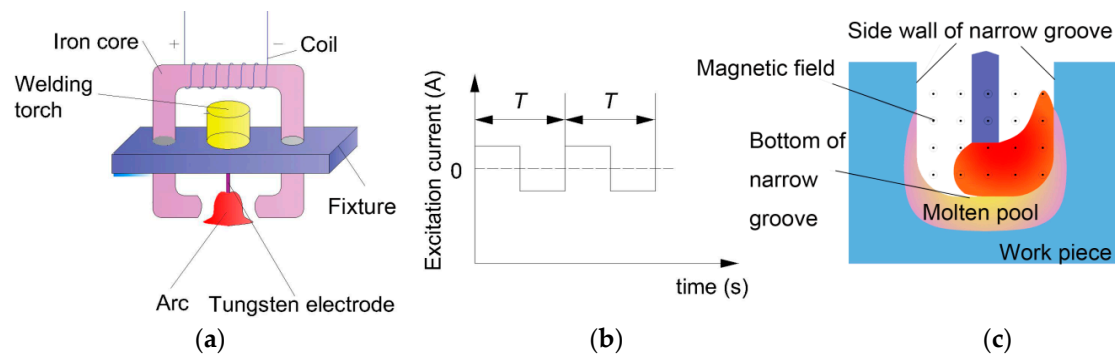 Iron core
+
−
Coil
Welding
torch
Fixture
Arc
Tungsten electrode
(a)
Excitation current (A)
T
T
0
time (s)
(b)
Side wall of narrow groove
Magnetic field
Bottom of
narrow
groove
Molten pool
Work piece
(c)